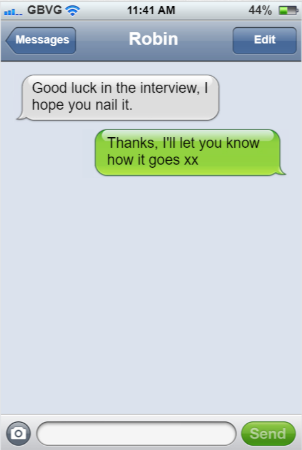 GBVG 11:41 AM 44%
Messages Robin Edit
Good luck in the interview, I
hope you nail it.
Thanks, I'll let you know
how it goes xx
Send